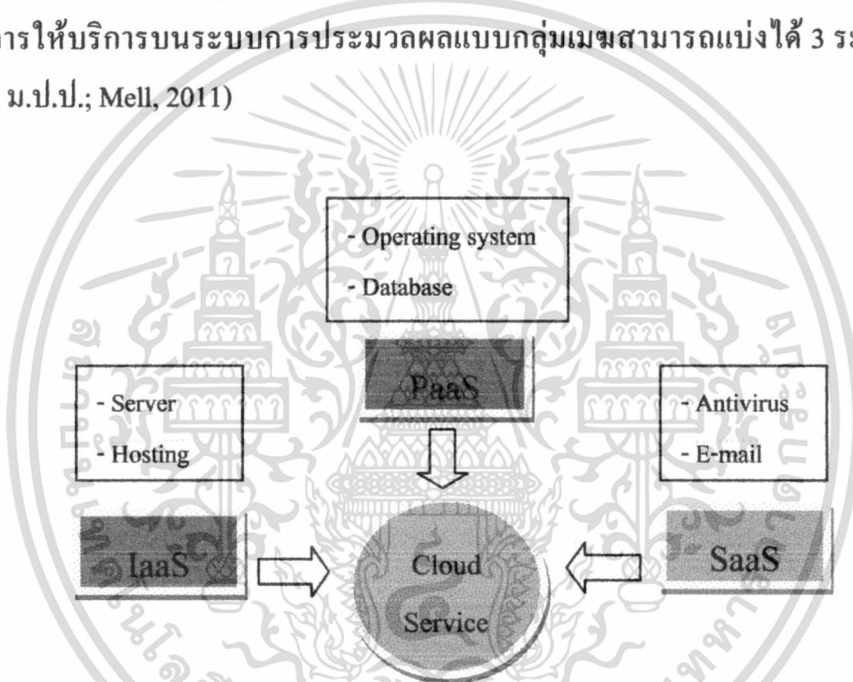 การให้บริการบนระบบการประมวลผลแบบกลุ่มเมฆสามารถแบ่งได้ 3
ม.ป.ป.; Mell, 2011)
- Operating system
- Database
PaaS
- Server
- Hosting
IaaS
- Antivirus
- E-mail
SaaS
Cloud
Service